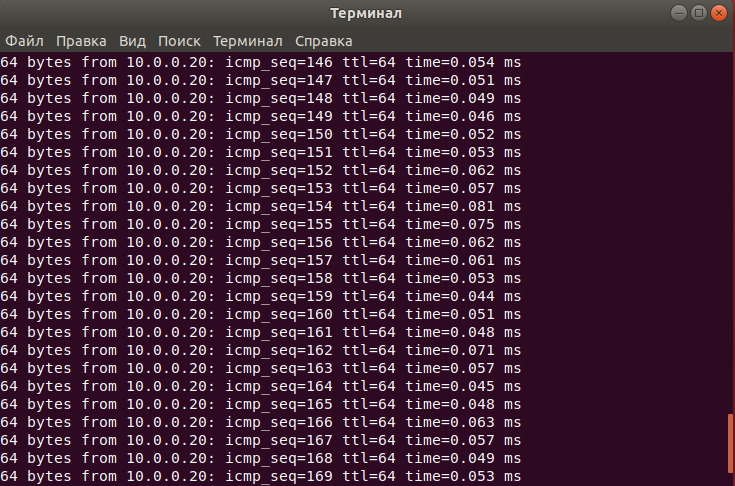 Терминал
Файл Правка Вид Поиск Терминал Справка
64 bytes from 10.0.0.20: icmp_seq=146 ttl=64 time=0.054 ms
64 bytes from 10.0.0.20: icmp_seq=147 ttl=64 time=0.051 ms
64 bytes from 10.0.0.20: icmp_seq=148 ttl=64 time=0.049 ms
64 bytes from 10.0.0.20: icmp_seq=149 ttl=64 time=0.046 ms
64 bytes from 10.0.0.20: icmp_seq=150 ttl=64 time=0.052 ms
64 bytes from 10.0.0.20: icmp_seq=151 ttl=64 time=0.053 ms
64 bytes from 10.0.0.20: icmp_seq=152 ttl=64 time=0.062 ms
64 bytes from 10.0.0.20: icmp_seq=153 ttl=64 time=0.057 ms
64 bytes from 10.0.0.20: icmp_seq=154 ttl=64 time=0.081 ms
64 bytes from 10.0.0.20: icmp_seq=155 ttl=64 time=0.075 ms
64 bytes from 10.0.0.20: icmp_seq=156 ttl=64 time=0.062 ms
64 bytes from 10.0.0.20: icmp_seq=157 ttl=64 time=0.061 ms
64 bytes from 10.0.0.20: icmp_seq=158 ttl=64 time=0.053 ms
64 bytes from 10.0.0.20: icmp_seq=159 ttl=64 time=0.044 ms
64 bytes from 10.0.0.20: icmp_seq=160 ttl=64 time=0.051 ms
64 bytes from 10.0.0.20: icmp_seq=161 ttl=64 time=0.048 ms
64 bytes from 10.0.0.20: icmp_seq=162 ttl=64 time=0.071 ms
64 bytes from 10.0.0.20: icmp_seq=163 ttl=64 time=0.057 ms
64 bytes from 10.0.0.20: icmp_seq=164 ttl=64 time=0.045 ms
64 bytes from 10.0.0.20: icmp_seq=165 ttl=64 time=0.048 ms
64 bytes from 10.0.0.20: icmp_seq=166 ttl=64 time=0.063 ms
64 bytes from 10.0.0.20: icmp_seq=167 ttl=64 time=0.057 ms
64 bytes from 10.0.0.20: icmp_seq=168 ttl=64 time=0.049 ms
64 bytes from 10.0.0.20: icmp_seq=169 ttl=64 time=0.053 ms